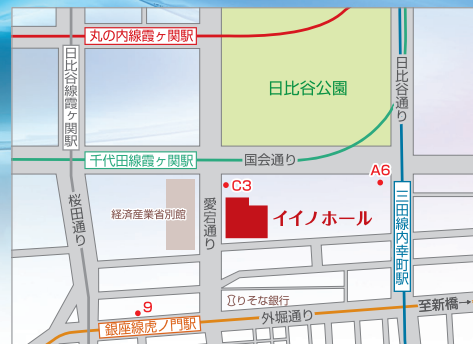 丸の内線霞ヶ関駅
日比谷線霞ヶ関駅
日比谷公園
日比谷通り
千代田線霞ヶ関駅
国会通り
A6
C3
桜田通り
経済産業省別館
愛宕通り
イイノホール
三田線内幸町駅
りそな銀行
9
外堀通り
至新橋→
銀座線虎ノ門駅